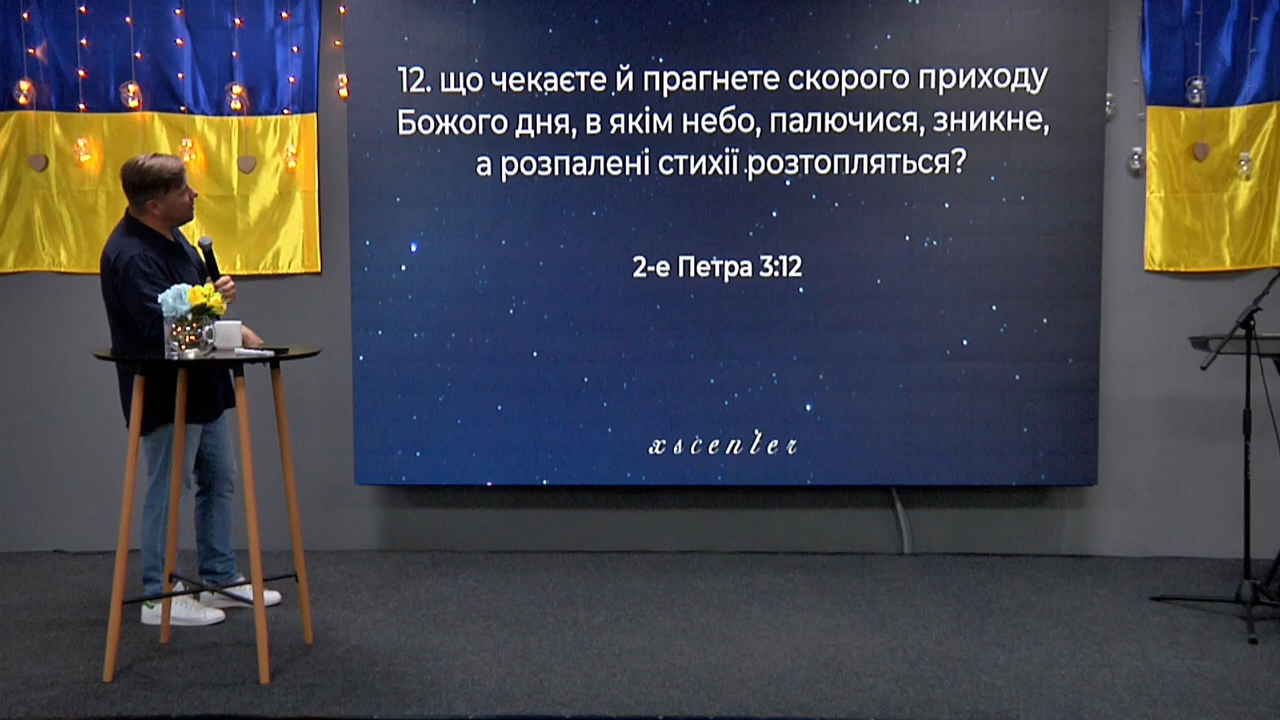 12. що чекаєте й прагнете скорого приходу
Божого дня, в якім небо, палючися, зникне,
а розпалені стихії розтопляться?
2-е Петра 3:12
xscenter